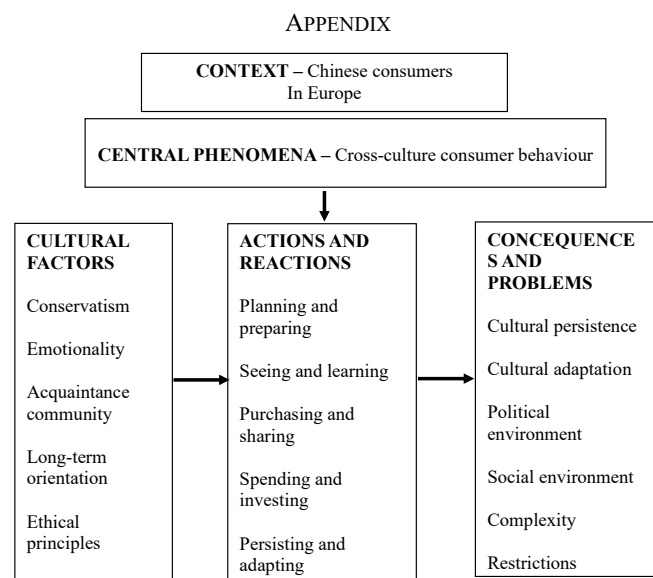 APPENDIX
CONTEXT – Chinese consumers
In Europe
CENTRAL PHENOMENA – Cross-culture consumer behaviour
CULTURAL
FACTORS
Conservatism
Emotionality
Acquaintance
community
Long-term
orientation
Ethical
principles
ACTIONS AND
REACTIONS
Planning and
preparing
Seeing and learning
Purchasing and
sharing
Spending and
investing
Persisting and
adapting
CONCEQUENCE
S AND
PROBLEMS
Cultural persistence
Cultural adaptation
Political
environment
Social environment
Complexity
Restrictions